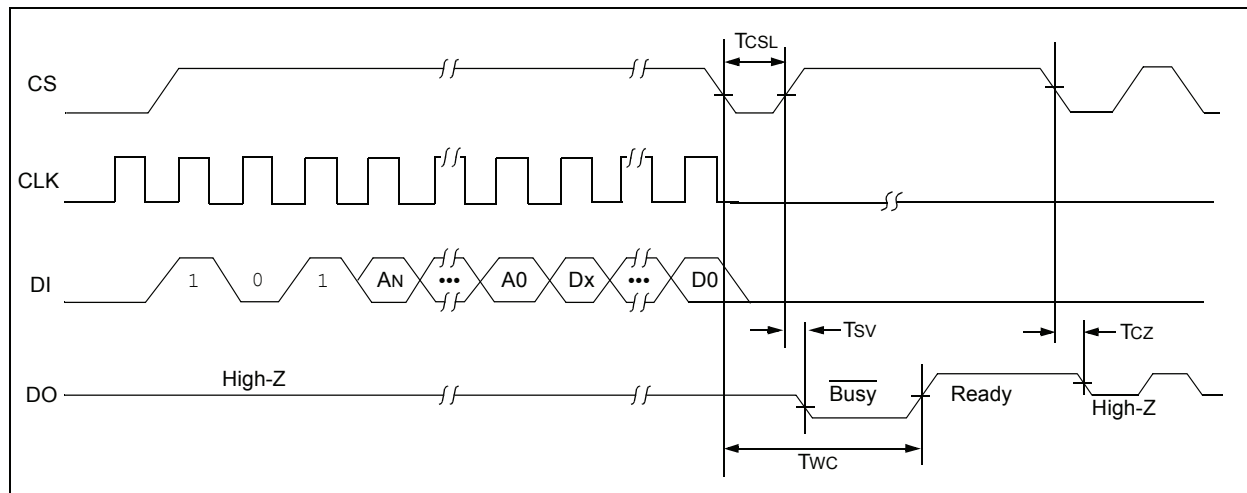 TCSL
CS
CLK
DI
1 0 1 AN ••• A0 Dx ••• D0
TSV
TCZ
DO
High-Z
Busy
Ready
High-Z
TWC